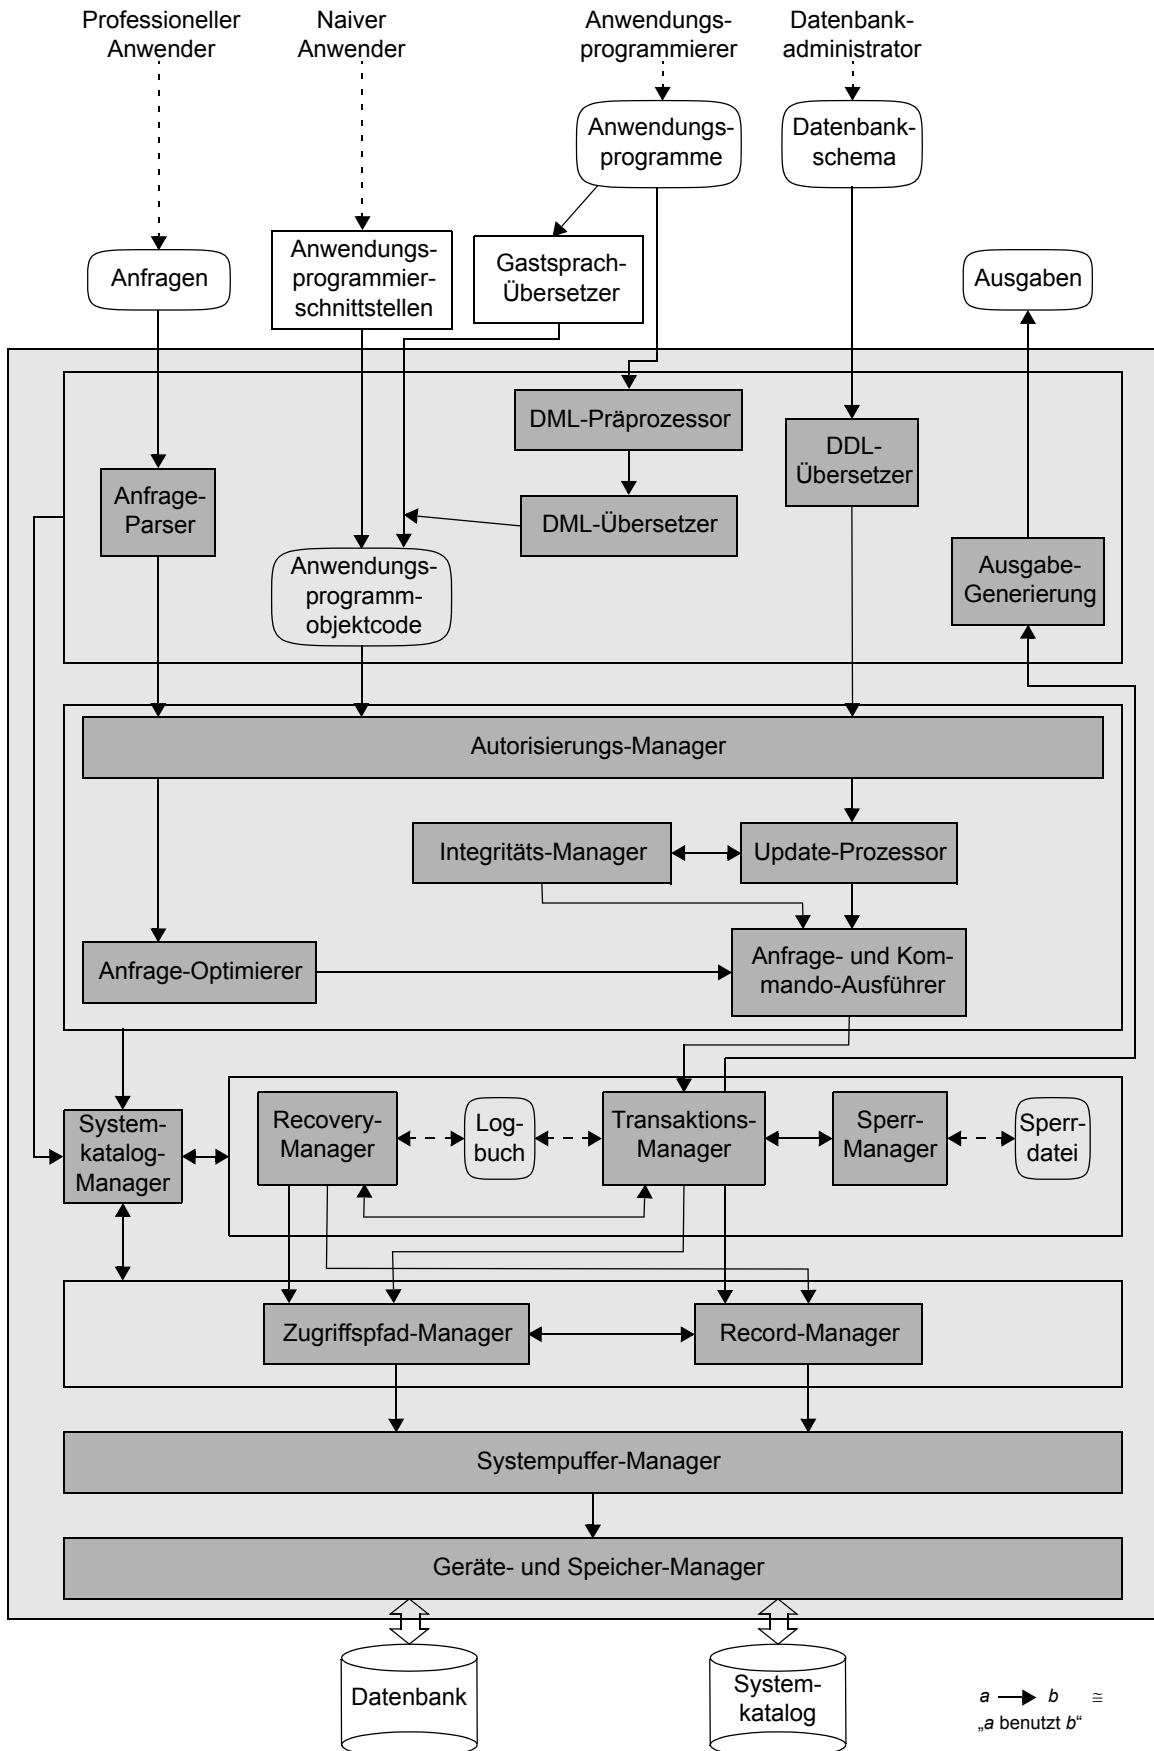 Professioneller
Anwender
Naiver
Anwender
Anwendungs-
programmierer
Datenbank-
administrator
Anwendungs-
programme
Datenbank-
schema
Anfragen
Anwendungs-
programmier-
schnittstellen
Gastsprach-
Übersetzer
Ausgaben
DML-Präprozessor
DDL-
Übersetzer
Anfrage-
Parser
DML-Übersetzer
Anwendungs-
programm-
objektcode
Ausgabe-
Generierung
Autorisierungs-Manager
Integritäts-Manager
Update-Prozessor
Anfrage-Optimierer
Anfrage- und Kom-
mando-Ausführer
System-
katalog-
Manager
Recovery-
Manager
Log-
buch
Transaktions-
Manager
Sperr-
Manager
Sperr-
datei
Zugriffspfad-Manager
Record-Manager
Systempuffer-Manager
Geräte- und Speicher-Manager
Datenbank
System-
katalog
a b ≅
„a benutzt b“